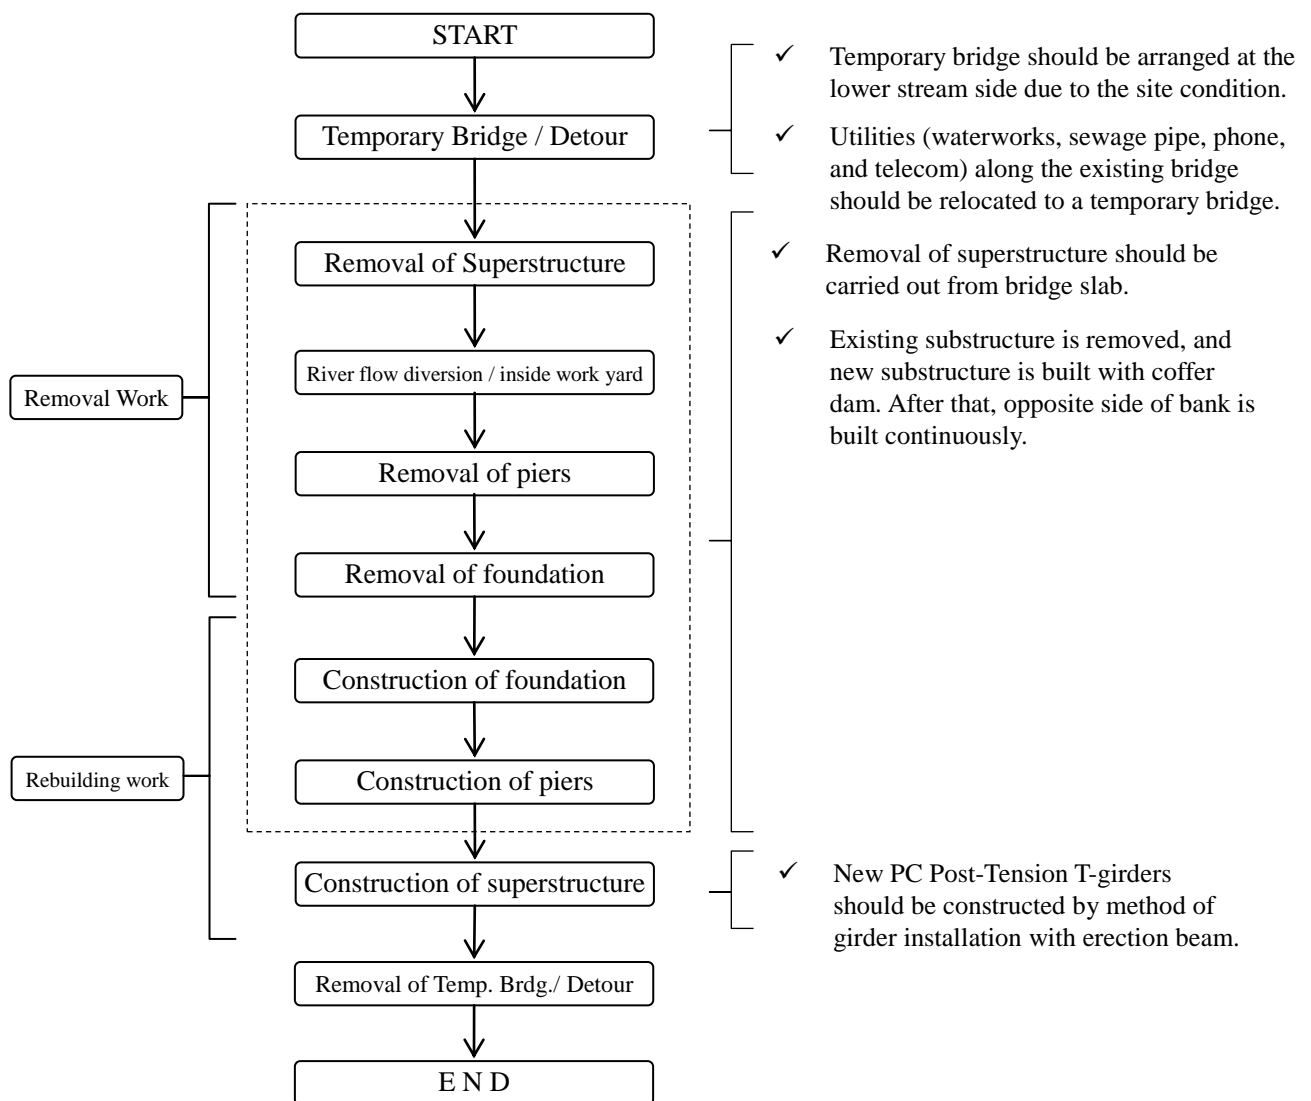 START
Temporary Bridge / Detour
✓ Temporary bridge should be arranged at the
lower stream side due to the site condition.
✓ Utilities (waterworks, sewage pipe, phone,
and telecom) along the existing bridge
should be relocated to a temporary bridge.
Removal Work
Removal of Superstructure
River flow diversion / inside work yard
Removal of piers
Removal of foundation
✓ Removal of superstructure should be
carried out from bridge slab.
✓ Existing substructure is removed, and
new substructure is built with coffer
dam. After that, opposite side of bank is
built continuously.
Rebuilding work
Construction of foundation
Construction of piers
Construction of superstructure
✓ New PC Post-Tension T-girders
should be constructed by method of
girder installation with erection beam.
Removal of Temp. Brdg./ Detour
E N D